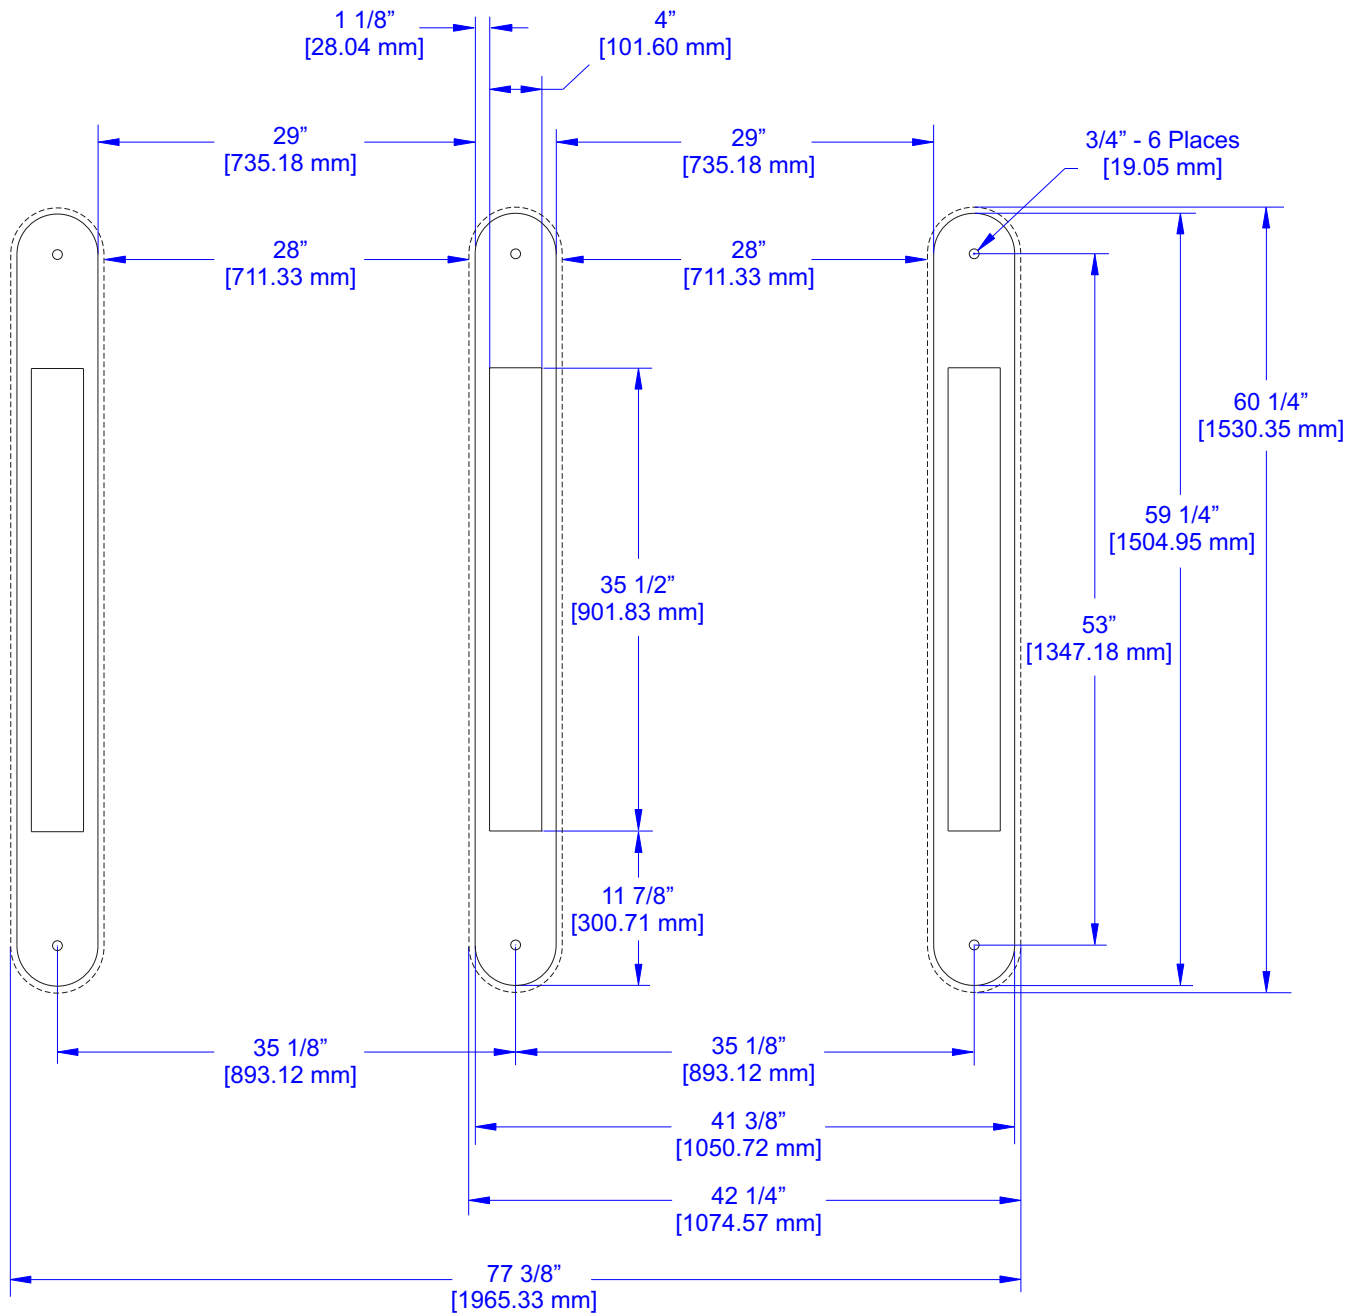 1 1/8”
[28.04 mm]
4”
[101.60 mm]
29”
[735.18 mm]
29”
[735.18 mm]
3/4” - 6 Places
[19.05 mm]
28”
[711.33 mm]
28”
[711.33 mm]
60 1/4”
[1530.35 mm]
59 1/4”
[1504.95 mm]
35 1/2”
[901.83 mm]
53”
[1347.18 mm]
11 7/8”
[300.71 mm]
35 1/8”
[893.12 mm]
35 1/8”
[893.12 mm]
41 3/8”
[1050.72 mm]
42 1/4”
[1074.57 mm]
77 3/8”
[1965.33 mm]